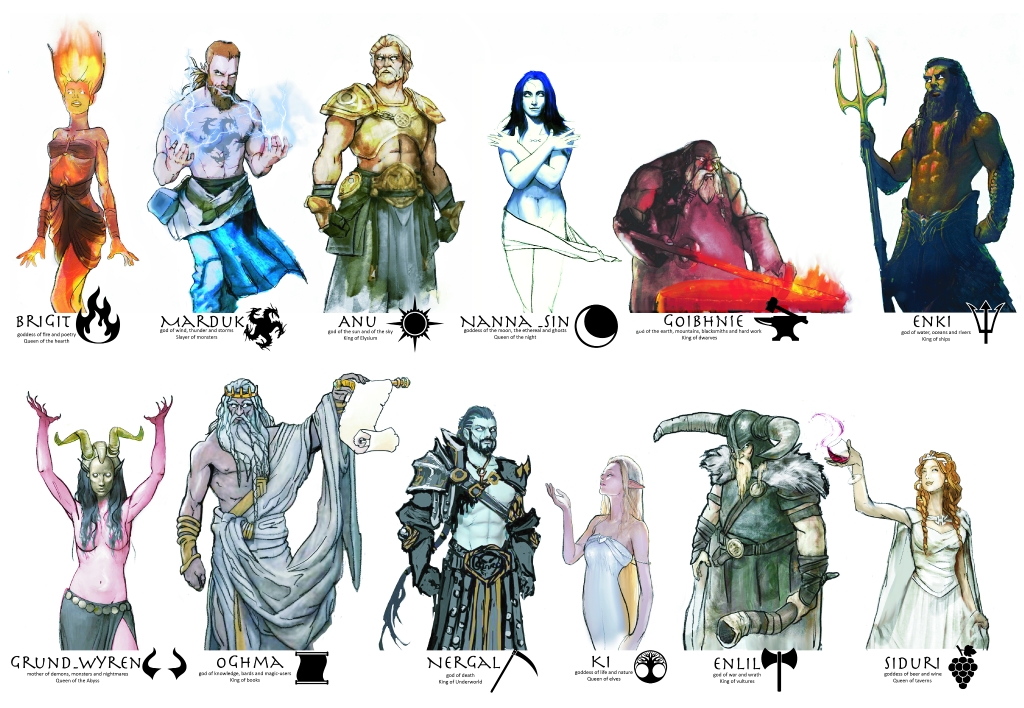 BRIGIT
goddess of fire and poetry
Queen of the hearth
MARDUK
god of wind, thunder and storms
Slayer of monsters
ANU
god of the sun and of the sky
King of Elysium
NANNA_SIN
goddess of the moon, the ethereal and ghosts
Queen of the night
GOIBHNIE
god of the earth, mountains, blacksmiths and hard work
King of dwarves
ENKI
god of water, oceans and rivers
King of ships
GRUND_WYREN
mother of demons, monsters and nightmares
Queen of the Abyss
OGHMA
god of knowledge, bards and magic-users
King of books
NERGAL
god of death
King of Underworld
KI
goddess of life and nature
Queen of elves
ENLIL
god of war and wrath
King of vultures
SIDURI
goddess of beer and wine
Queen of taverns